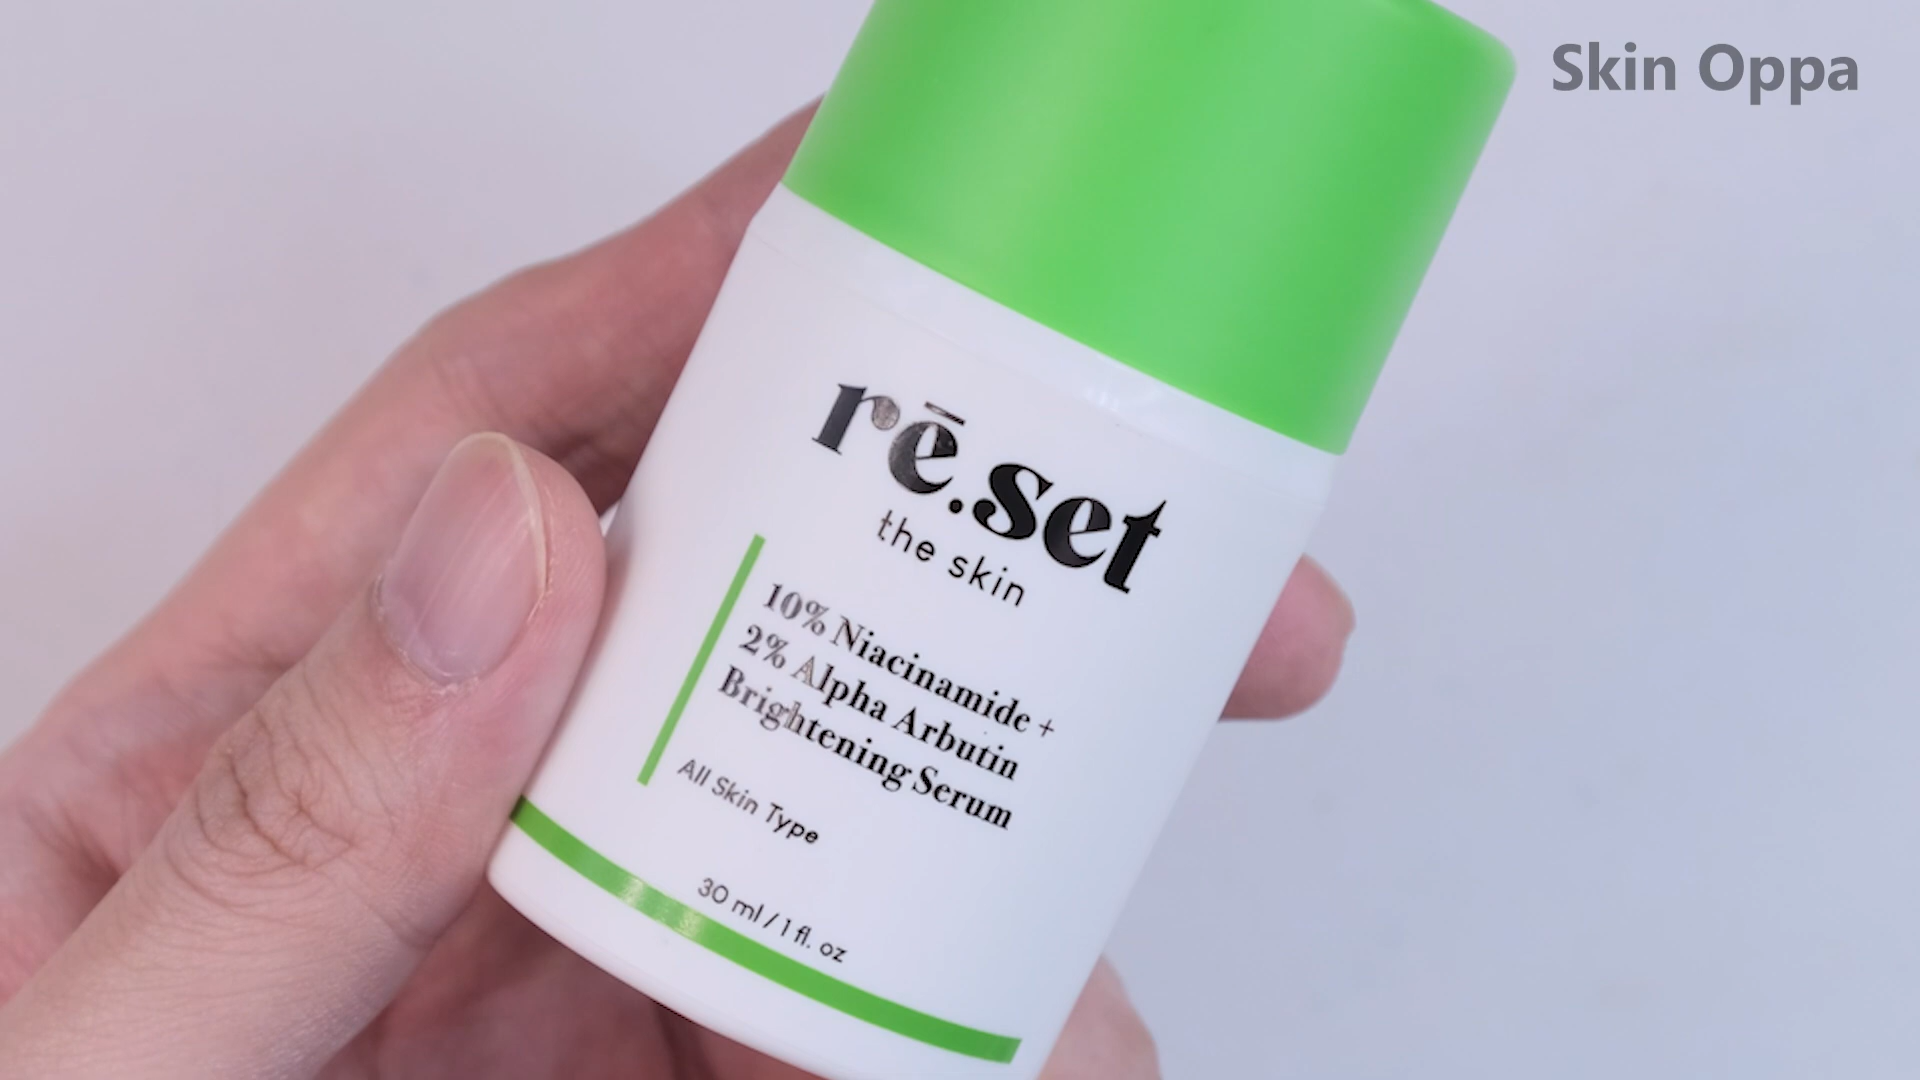 Skin Oppa
rē.set
the skin
10% Niacinamide +
2% Alpha Arbutin
Brightening Serum
All Skin Type
30 ml / 1 fl. oz